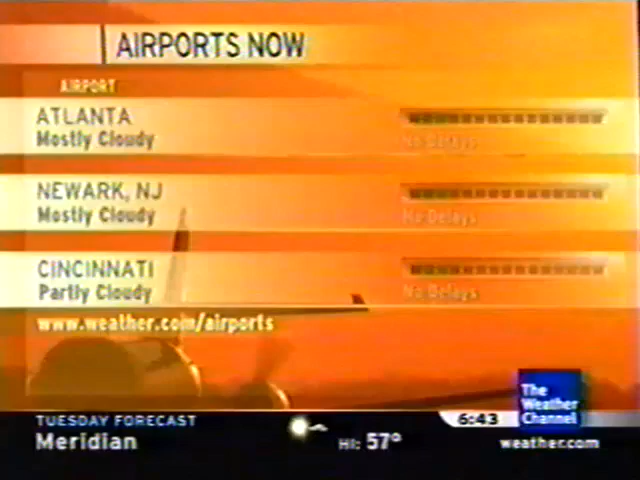 AIRPORTS NOW
AIRPORT
ATLANTA
Mostly Cloudy
No Delays
NEWARK, NJ
Mostly Cloudy
No Delays
CINCINNATI
Partly Cloudy
No Delays
www.weather.com/airports
The
Weather
Channel
TUESDAY FORECAST
6:43
Meridian
HI: 57°
weather.com